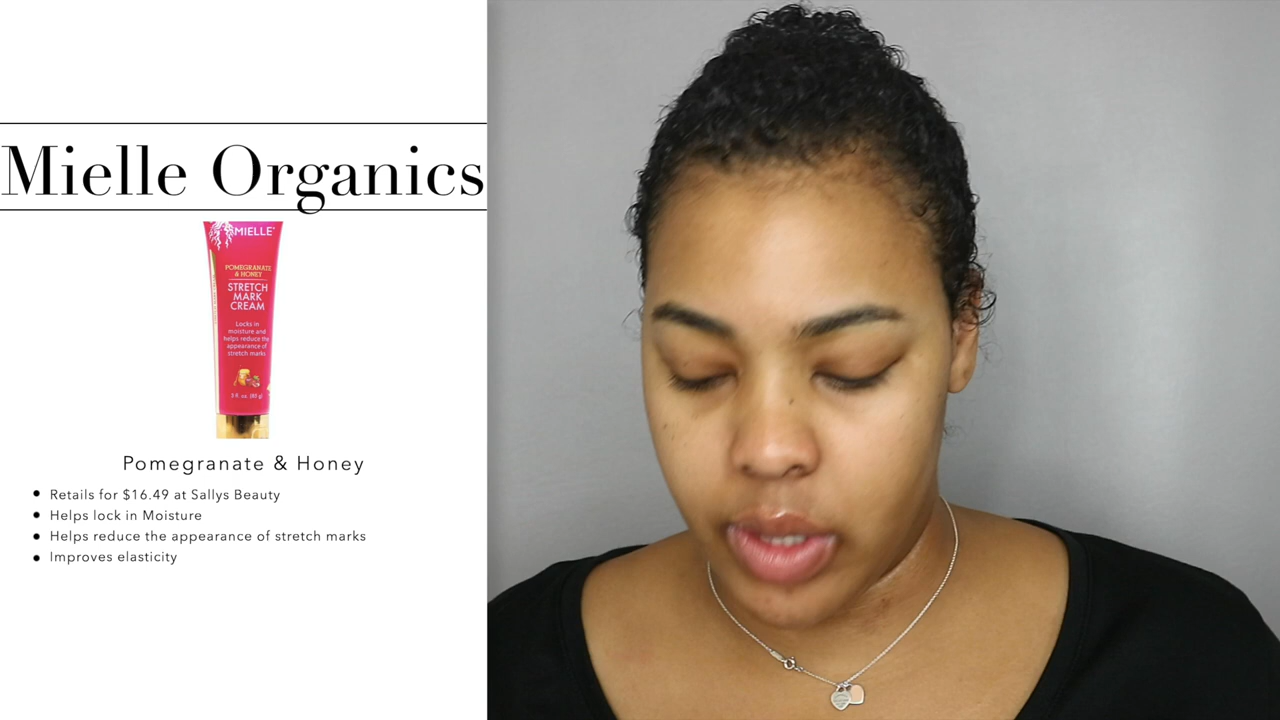 Mielle Organics
MIELLE
POMEGRANATE
& HONEY
STRETCH
MARK
CREAM
Locks in
moisture and
helps reduce the
appearance of
stretch marks
Pomegranate & Honey
Retails for $16.49 at Sallys Beauty
Helps lock in Moisture
Helps reduce the appearance of stretch marks
Improves elasticity